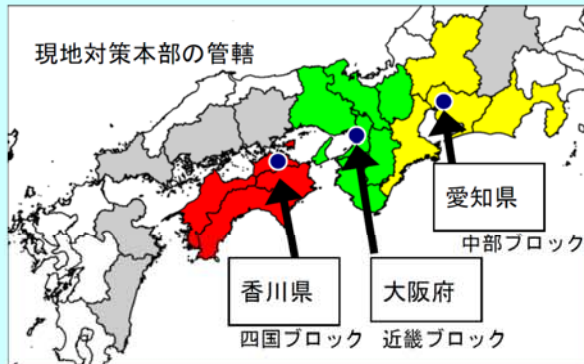 現地対策本部の管轄
愛知県
中部ブロック
香川県
四国ブロック
大阪府
近畿ブロック